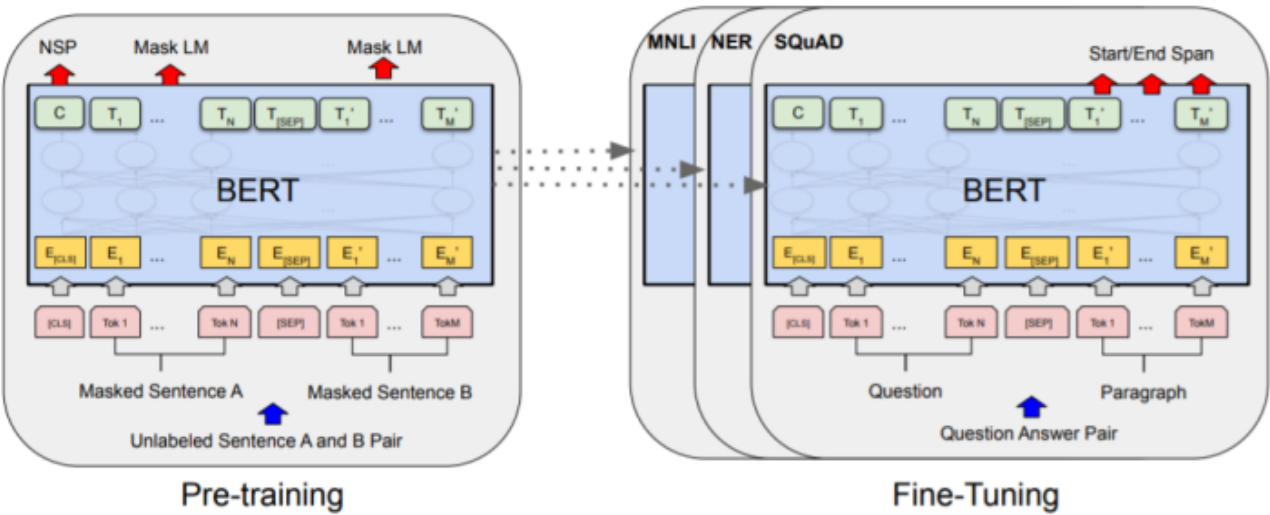 NSP Mask LM Mask LM
C T1 ... TN T[SEP] T1' ... TM'
BERT
E[CLS] E1 ... EN E[SEP] E1' ... EM'
[CLS] Tok 1 ... Tok N [SEP] Tok 1 ... TokM
Masked Sentence A Masked Sentence B
Unlabeled Sentence A and B Pair
Pre-training
MNLI NER SQuAD
Start/End Span
C T1 ... TN T[SEP] T1' ... TM'
BERT
E[CLS] E1 ... EN E[SEP] E1' ... EM'
[CLS] Tok 1 ... Tok N [SEP] Tok 1 ... TokM
Question Paragraph
Question Answer Pair
Fine-Tuning